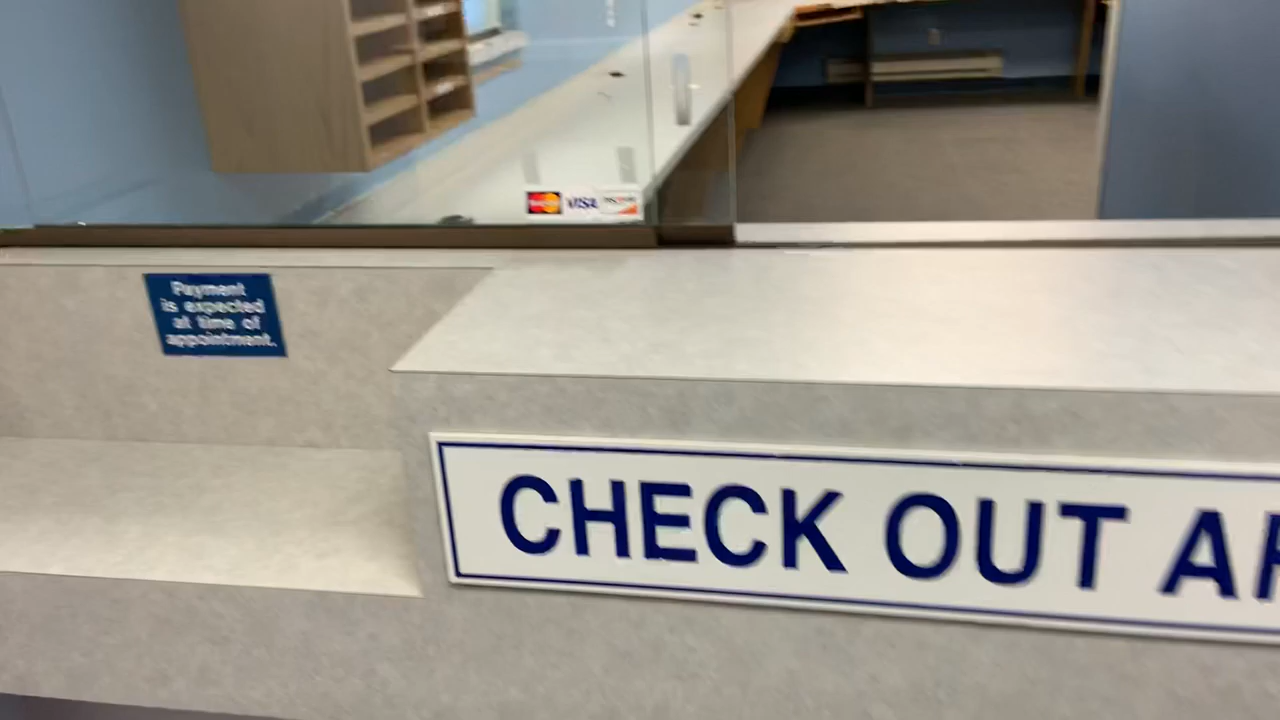 VISA
Payment
is expected
at time of
appointment.
CHECK OUT